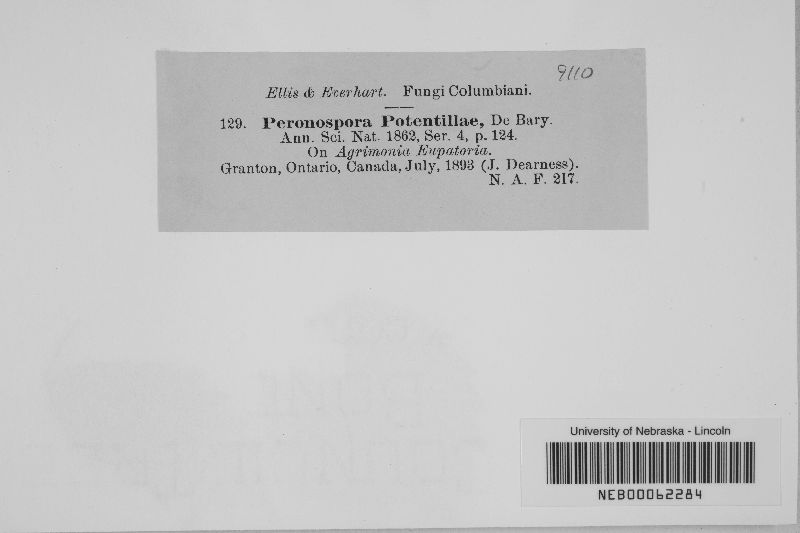 9110
Ellis & Everhart. Fungi Columbiani.
129. Peronospora Potentillae, De Bary.
Ann. Sci. Nat. 1862, Ser. 4, p. 124.
On Agrimonia Eupatoria.
Granton, Ontario, Canada, July, 1893 (J. Dearness).
N. A. F. 217.
University of Nebraska - Lincoln
NEB00062284